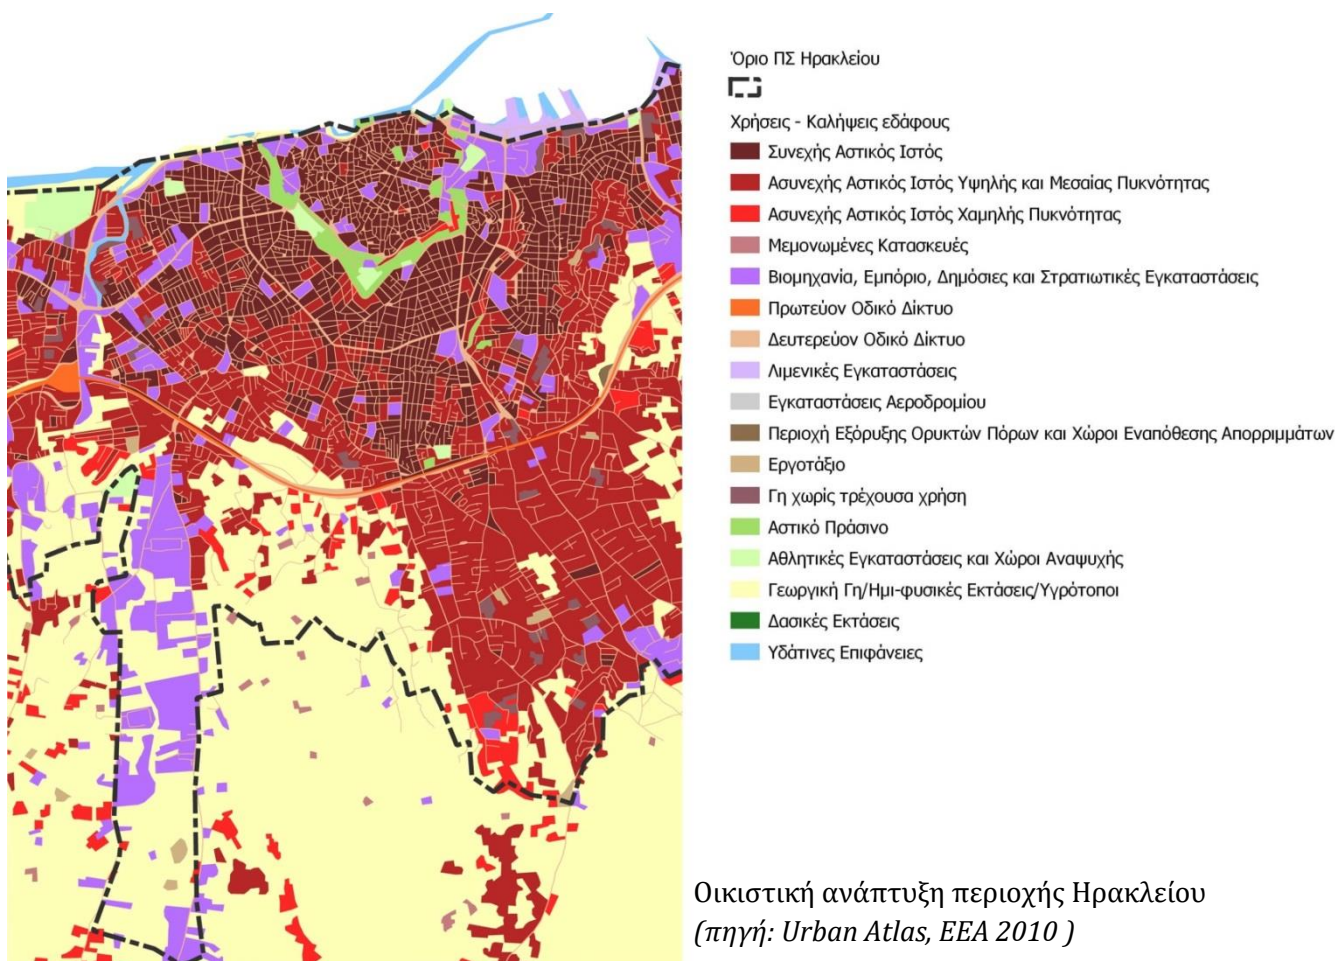 Όριο ΠΣ Ηρακλείου
Χρήσεις - Καλήψεις εδάφους
Συνεχής Αστικός Ιστός
Ασυνεχής Αστικός Ιστός Υψηλής και Μεσαίας Πυκνότητας
Ασυνεχής Αστικός Ιστός Χαμηλής Πυκνότητας
Μεμονωμένες Κατασκευές
Βιομηχανία, Εμπόριο, Δημόσιες και Στρατιωτικές Εγκαταστάσεις
Πρωτεύον Οδικό Δίκτυο
Δευτερεύον Οδικό Δίκτυο
Λιμενικές Εγκαταστάσεις
Εγκαταστάσεις Αεροδρομίου
Περιοχή Εξόρυξης Ορυκτών Πόρων και Χώροι Εναπόθεσης Απορριμμάτων
Εργοτάξιο
Γη χωρίς τρέχουσα χρήση
Αστικό Πράσινο
Αθλητικές Εγκαταστάσεις και Χώροι Αναψυχής
Γεωργική Γη/Ημι-φυσικές Εκτάσεις/Υγρότοποι
Δασικές Εκτάσεις
Υδάτινες Επιφάνειες
Οικιστική ανάπτυξη περιοχής Ηρακλείου
(πηγή: Urban Atlas, EEA 2010 )